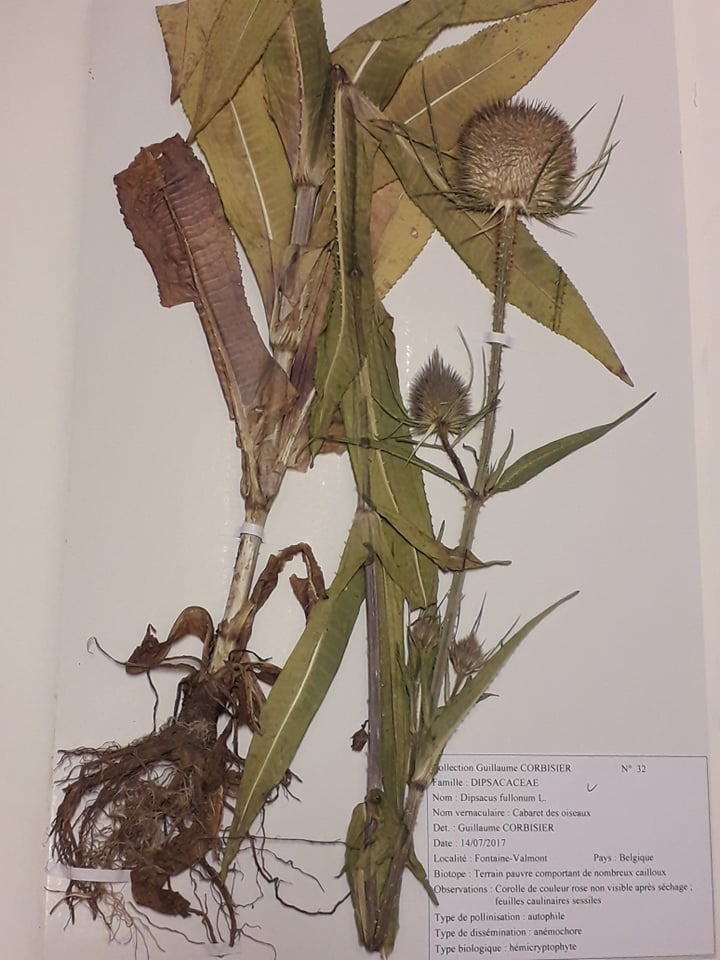 ollection Guillaume CORBISIER N° 32
Famille : DIPSACACEAE
Nom : Dipsacus fullonum L.
Nom vernaculaire : Cabaret des oiseaux
Det. : Guillaume CORBISIER
Date : 14/07/2017
Localité : Fontaine-Valmont Pays : Belgique
Biotope : Terrain pauvre comportant de nombreux cailloux
Observations : Corolle de couleur rose non visible après séchage ;
feuilles caulinaires sessiles
Type de pollinisation : autophile
Type de dissémination : anémochore
Type biologique : hémicryptophyte